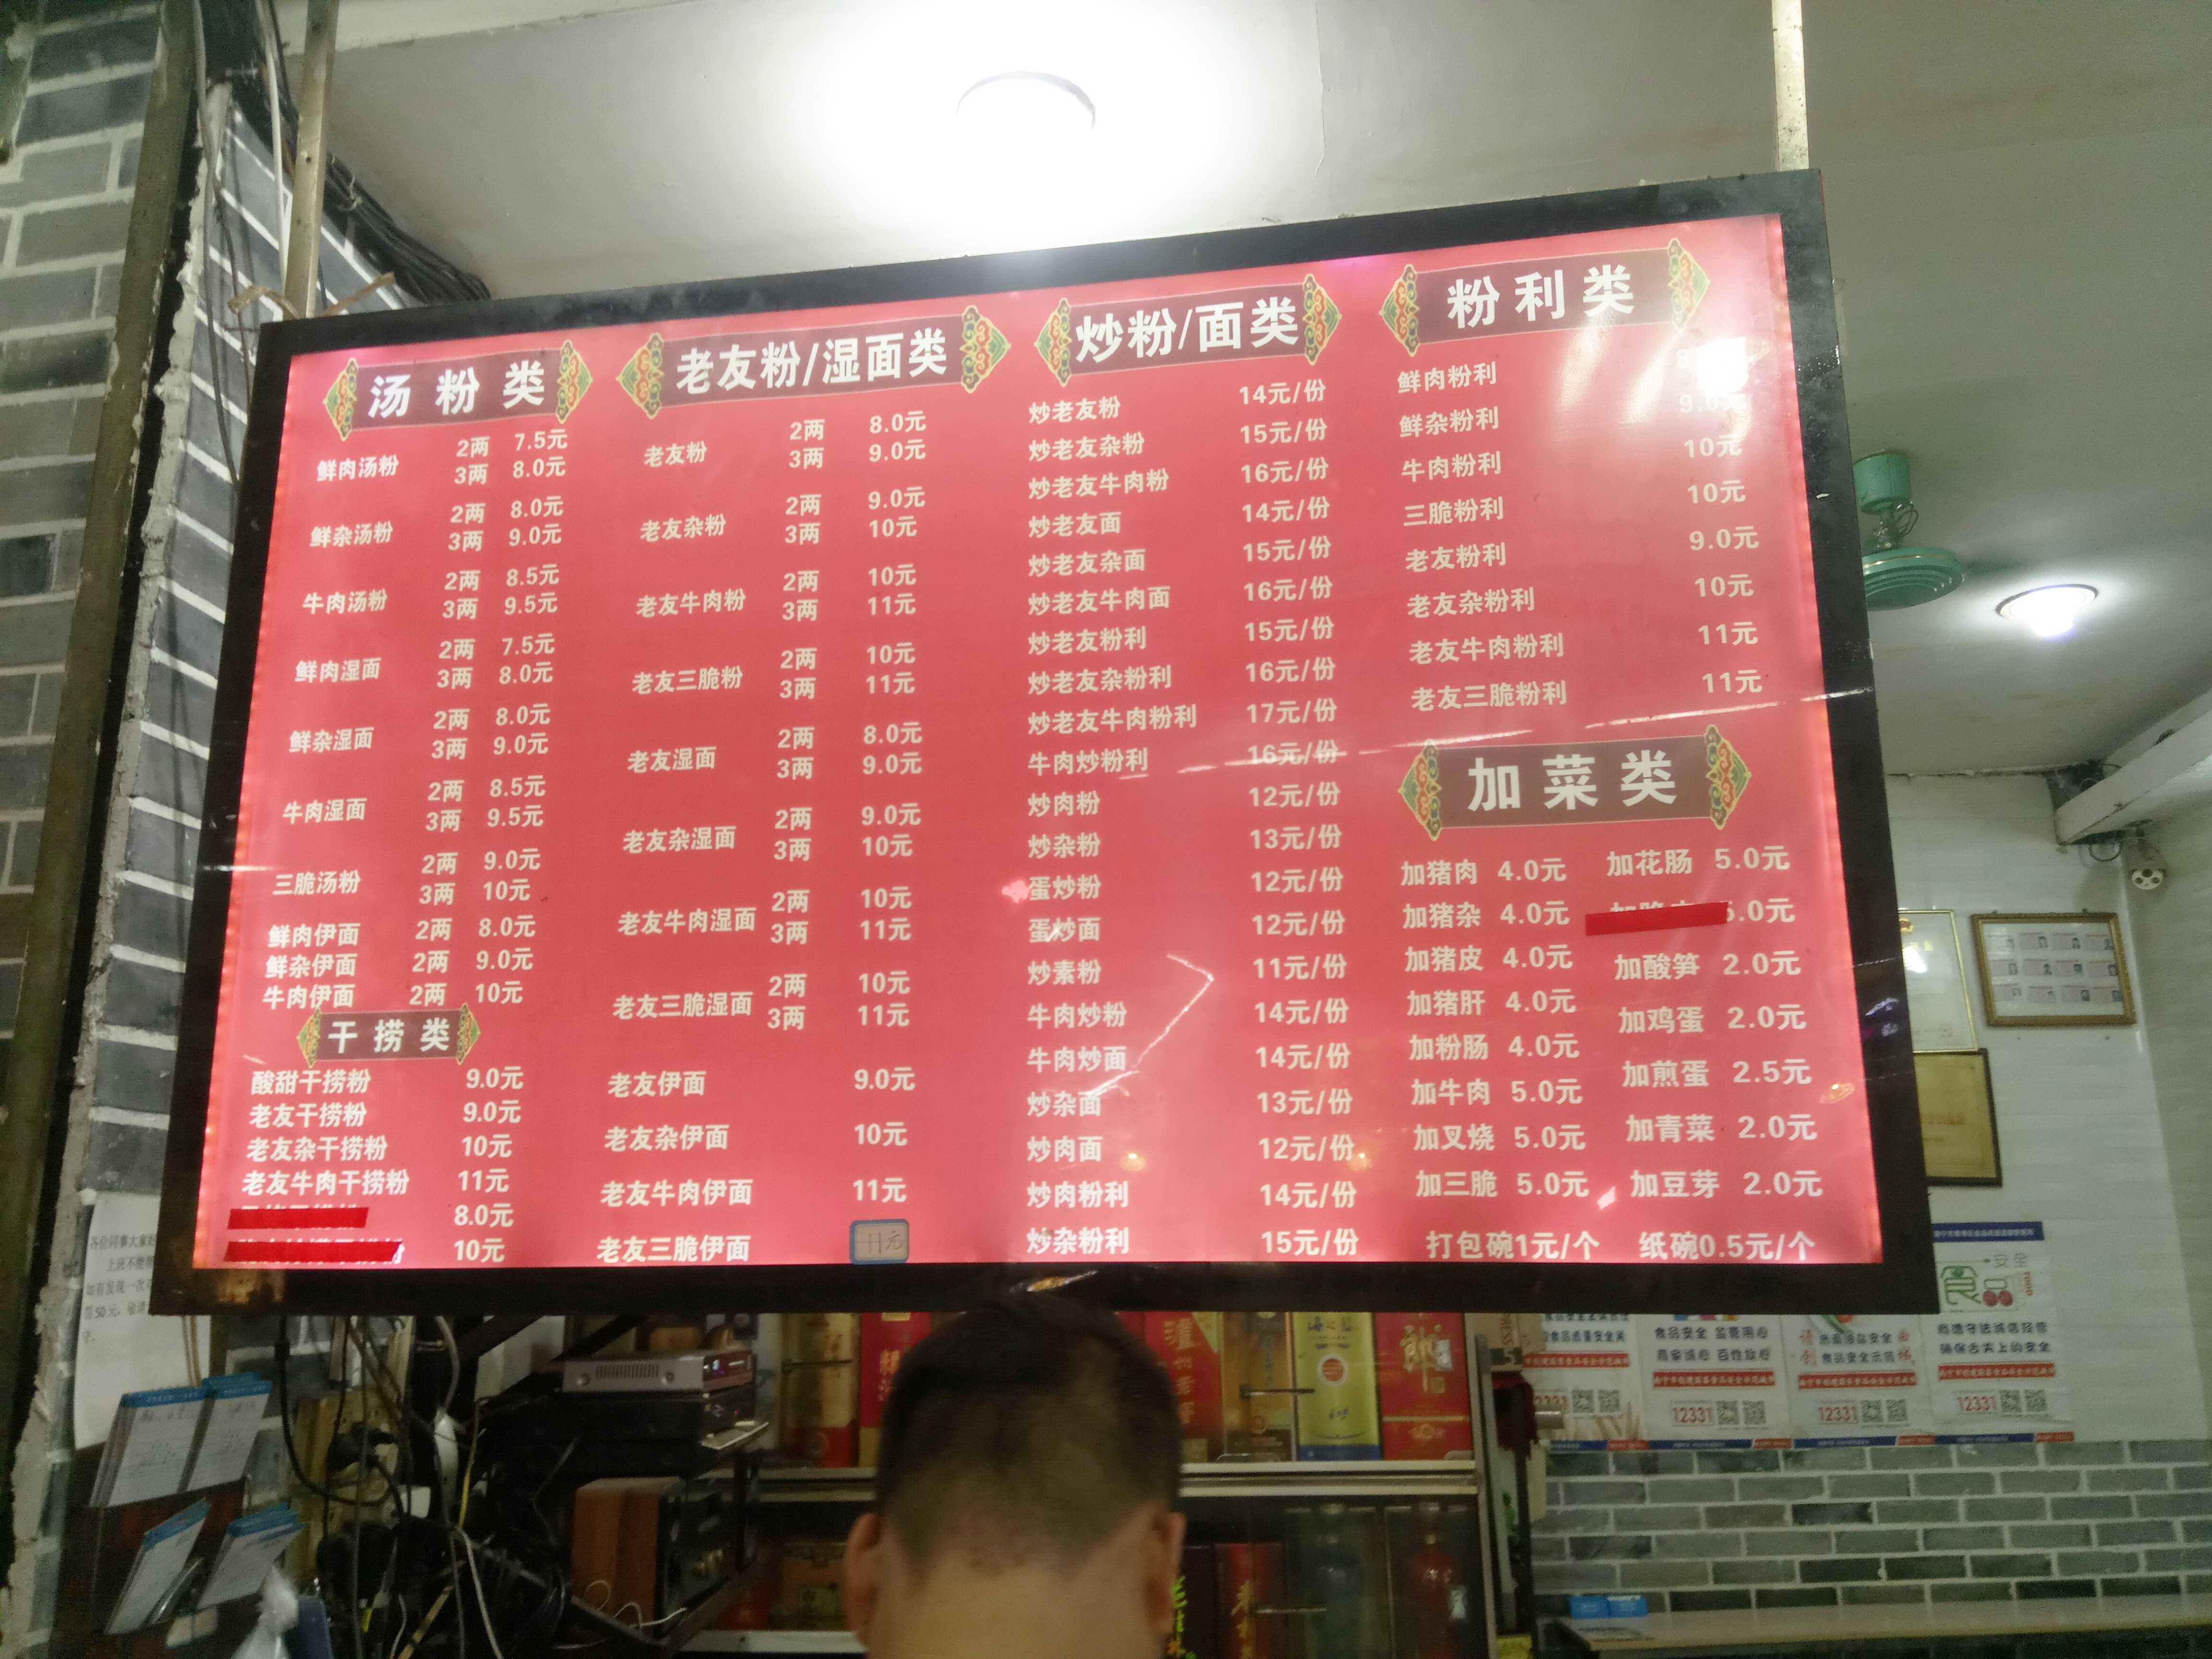 汤粉类
鲜肉汤粉 2两 7.5元
3两 8.0元
鲜杂汤粉 2两 8.0元
3两 9.0元
牛肉汤粉 2两 8.5元
3两 9.5元
鲜肉湿面 2两 7.5元
3两 8.0元
鲜杂湿面 2两 8.0元
3两 9.0元
牛肉湿面 2两 8.5元
3两 9.5元
三脆汤粉 2两 9.0元
3两 10元
鲜肉伊面 2两 8.0元
鲜杂伊面 2两 9.0元
牛肉伊面 2两 10元
干捞类
酸甜干捞粉 9.0元
老友干捞粉 9.0元
老友杂干捞粉 10元
老友牛肉干捞粉 11元
8.0元
10元
老友粉/湿面类
老友粉 2两 8.0元
3两 9.0元
老友杂粉 2两 9.0元
3两 10元
老友牛肉粉 2两 10元
3两 11元
老友三脆粉 2两 10元
3两 11元
老友湿面 2两 8.0元
3两 9.0元
老友杂湿面 2两 9.0元
3两 10元
老友牛肉湿面 2两 10元
3两 11元
老友三脆湿面 2两 10元
3两 11元
老友伊面 9.0元
老友杂伊面 10元
老友牛肉伊面 11元
老友三脆伊面 11元
炒粉/面类
炒老友粉 14元/份
炒老友杂粉 15元/份
炒老友牛肉粉 16元/份
炒老友面 14元/份
炒老友杂面 15元/份
炒老友牛肉面 16元/份
炒老友粉利 15元/份
炒老友杂粉利 16元/份
炒老友牛肉粉利 17元/份
牛肉炒粉利 16元/份
炒肉粉 12元/份
炒杂粉 13元/份
蛋炒粉 12元/份
蛋炒面 12元/份
炒素粉 11元/份
牛肉炒粉 14元/份
牛肉炒面 14元/份
炒杂面 13元/份
炒肉面 12元/份
炒肉粉利 14元/份
炒杂粉利 15元/份
粉利类
鲜肉粉利
鲜杂粉利 9.0元
牛肉粉利 10元
三脆粉利 10元
老友粉利 9.0元
老友杂粉利 10元
老友牛肉粉利 11元
老友三脆粉利 11元
加菜类
加猪肉 4.0元 加花肠 5.0元
加猪杂 4.0元 5.0元
加猪皮 4.0元 加酸笋 2.0元
加猪肝 4.0元 加鸡蛋 2.0元
加粉肠 4.0元 加煎蛋 2.5元
加牛肉 5.0元 加青菜 2.0元
加叉烧 5.0元 加豆芽 2.0元
加三脆 5.0元
打包碗1元/个 纸碗0.5元/个
食品安全
12331
12331
12331
12331